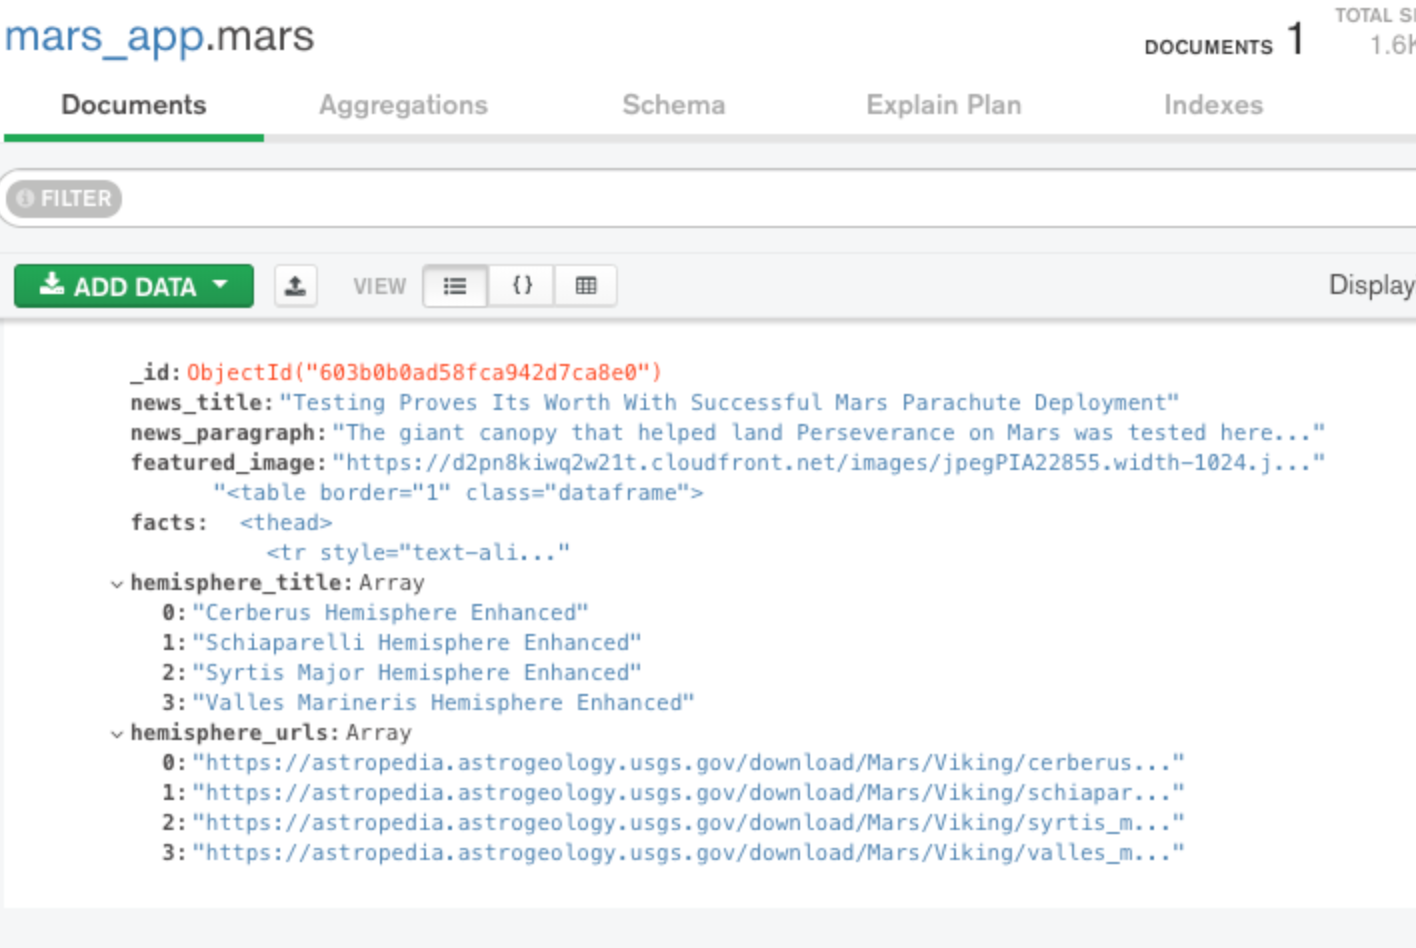 mars_app.mars
DOCUMENTS 1
TOTAL
1.6K
Documents Aggregations Schema Explain Plan Indexes
FILTER
ADD DATA VIEW { } Display
_id: ObjectId("603b0b0ad58fca942d7ca8e0")
news_title: "Testing Proves Its Worth With Successful Mars Parachute Deployment"
news_paragraph: "The giant canopy that helped land Perseverance on Mars was tested here..."
featured_image: "https://d2pn8kiwq2w21t.cloudfront.net/images/jpegPIA22855.width-1024.j..."
"<table border="1" class="dataframe">
facts: <thead>
<tr style="text-ali..."
hemisphere_title: Array
0: "Cerberus Hemisphere Enhanced"
1: "Schiaparelli Hemisphere Enhanced"
2: "Syrtis Major Hemisphere Enhanced"
3: "Valles Marineris Hemisphere Enhanced"
hemisphere_urls: Array
0: "https://astropedia.astrogeology.usgs.gov/download/Mars/Viking/cerberus..."
1: "https://astropedia.astrogeology.usgs.gov/download/Mars/Viking/schiapar..."
2: "https://astropedia.astrogeology.usgs.gov/download/Mars/Viking/syrtis_m..."
3: "https://astropedia.astrogeology.usgs.gov/download/Mars/Viking/valles_m..."